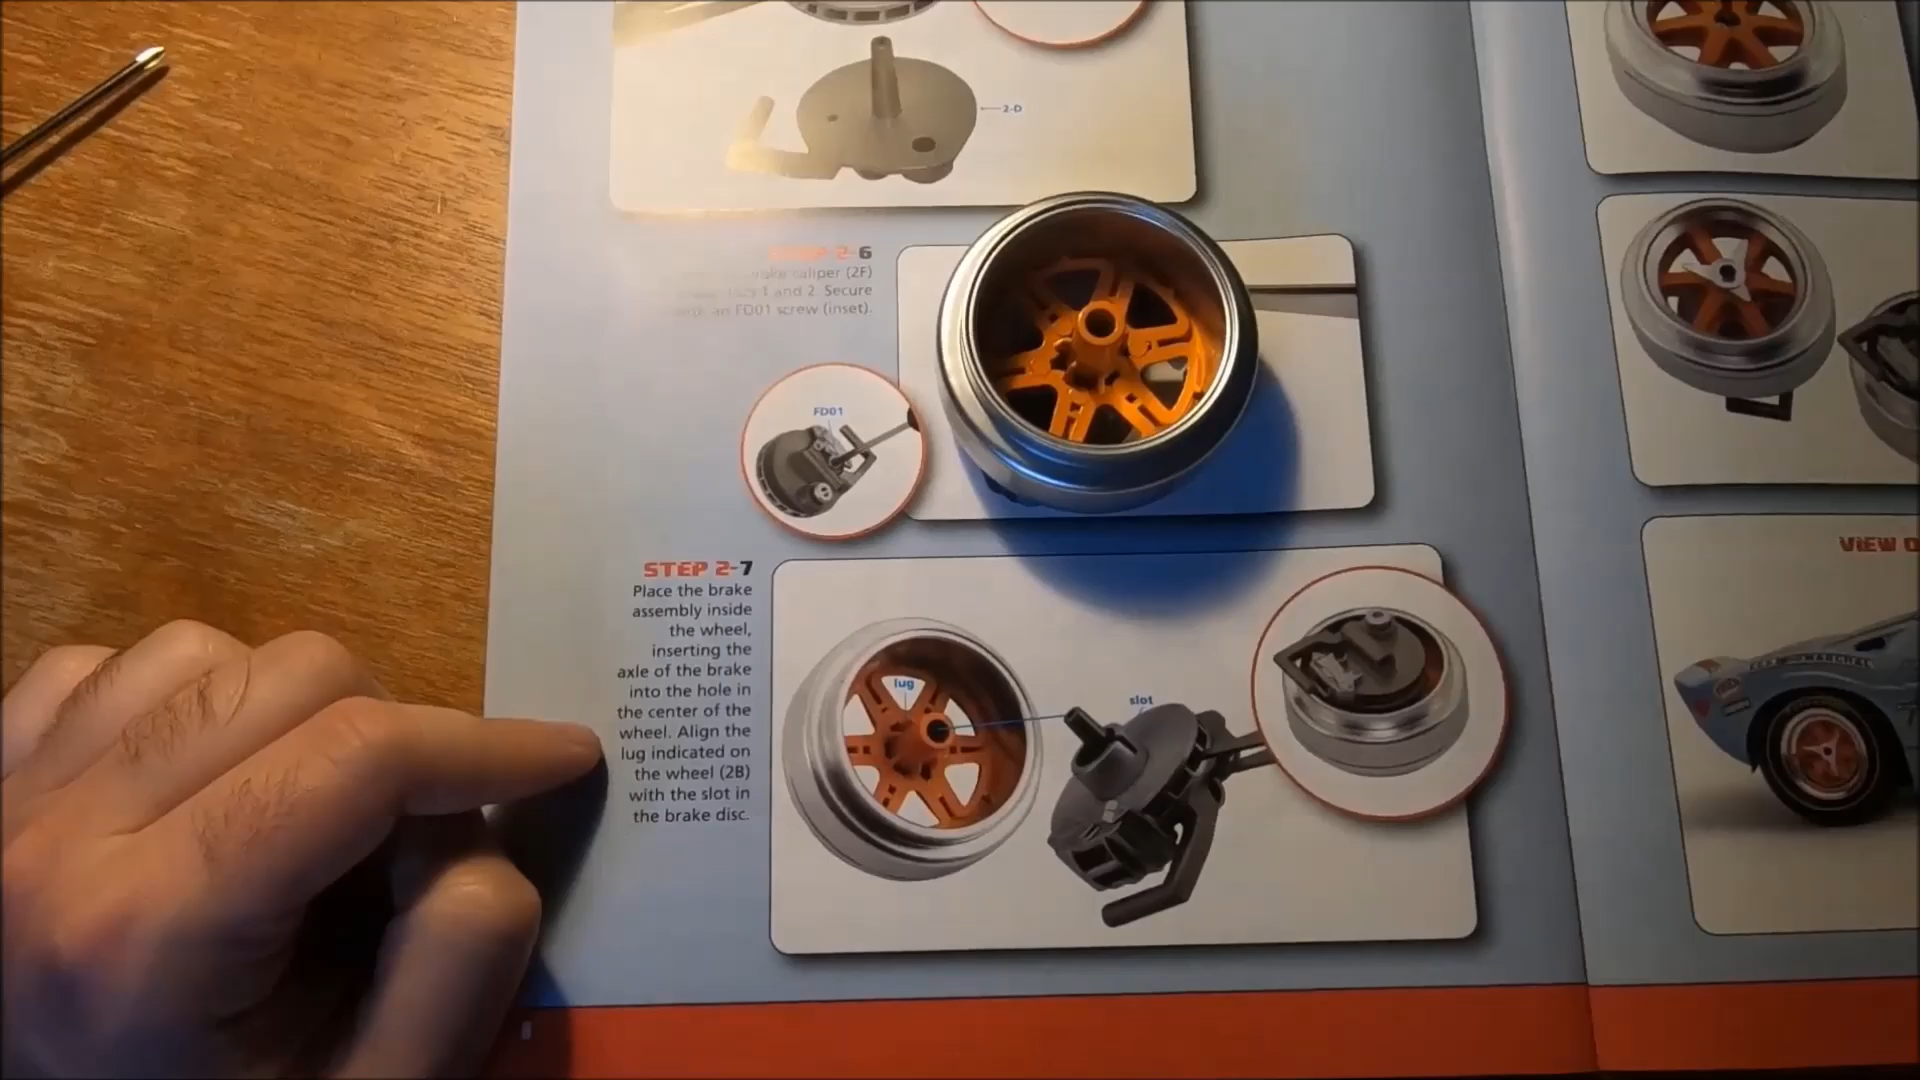 2-D
STEP 2-6
brake caliper (2F)
1 and 2. Secure
an FD01 screw (inset).
FD01
STEP 2-7
Place the brake
assembly inside
the wheel,
inserting the
axle of the brake
into the hole in
the center of the
wheel. Align the
lug indicated on
the wheel (2B)
with the slot in
the brake disc.
lug
slot
VIEW O
8